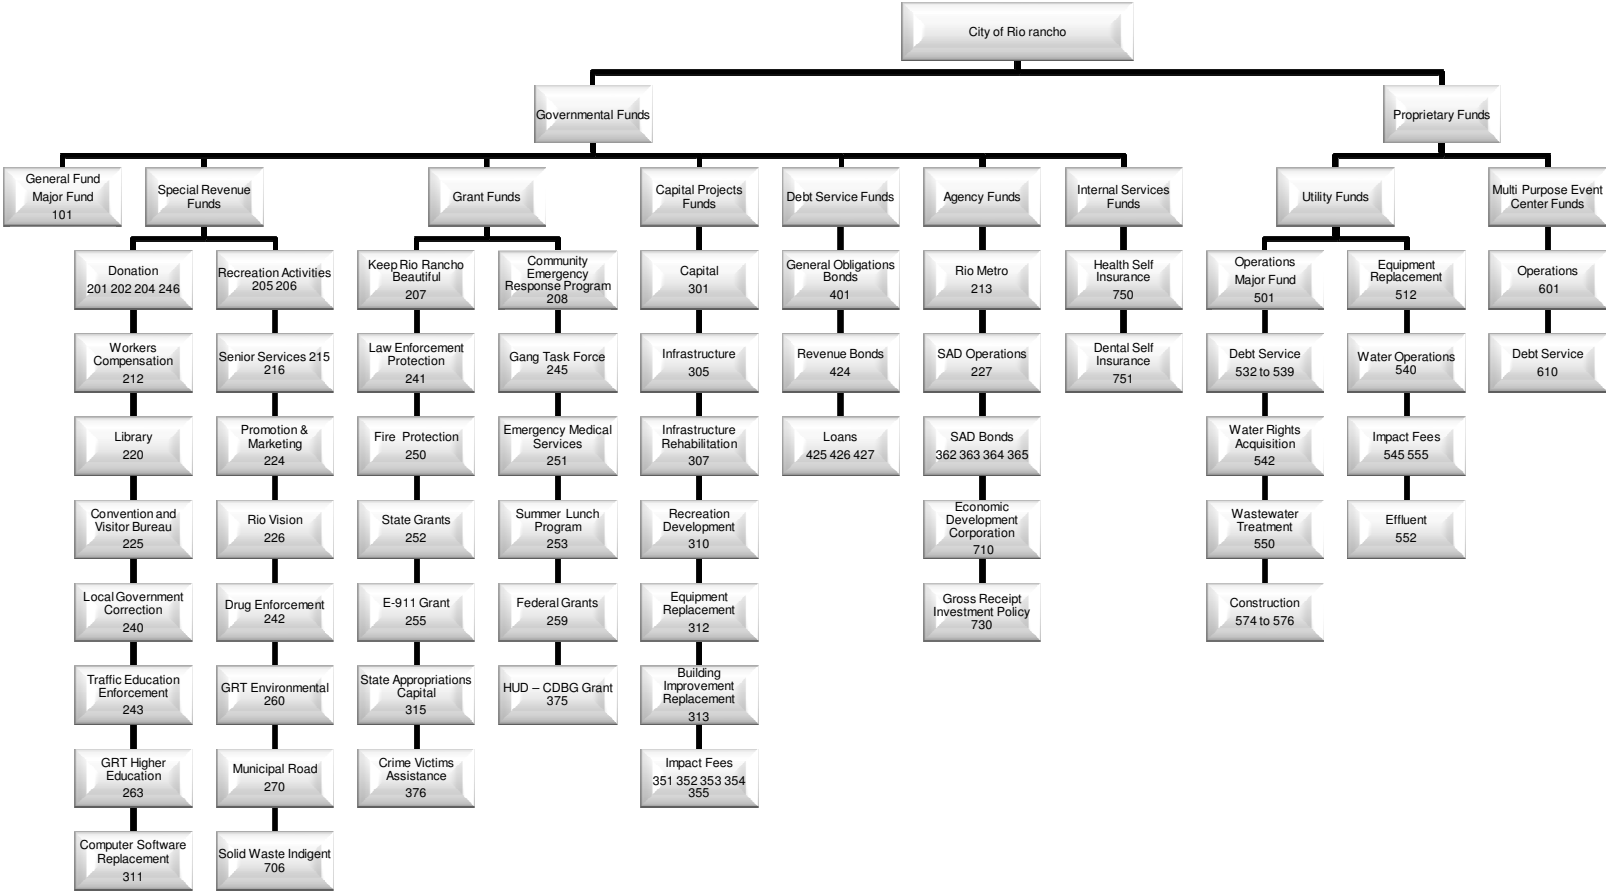 City of Rio rancho
Governmental Funds
Proprietary Funds
General Fund
Major Fund
101
Special Revenue
Funds
Grant Funds
Capital Projects
Funds
Debt Service Funds
Agency Funds
Internal Services
Funds
Utility Funds
Multi Purpose Event
Center Funds
Donation
201 202 204 246
Recreation Activities
205 206
Keep Rio Rancho
Beautiful
207
Community
Emergency
Response Program
208
Capital
301
General Obligations
Bonds
401
Rio Metro
213
Health Self
Insurance
750
Operations
Major Fund
501
Equipment
Replacement
512
Operations
601
Workers
Compensation
212
Senior Services 215
216
Law Enforcement
Protection
241
Gang Task Force
245
Infrastructure
305
Revenue Bonds
424
SAD Operations
227
Dental Self
Insurance
751
Debt Service
532 to 539
Water Operations
540
Debt Service
610
Library
220
Promotion &
Marketing
224
Fire Protection
250
Emergency Medical
Services
251
Infrastructure
Rehabilitation
307
Loans
425 426 427
SAD Bonds
362 363 364 365
Water Rights
Acquisition
542
Impact Fees
545 555
Convention and
Visitor Bureau
225
Rio Vision
226
State Grants
252
Summer Lunch
Program
253
Recreation
Development
310
Economic
Development
Corporation
710
Wastewater
Treatment
550
Effluent
552
Local Government
Correction
240
Drug Enforcement
242
E-911 Grant
255
Federal Grants
259
Equipment
Replacement
312
Gross Receipt
Investment Policy
730
Construction
574 to 576
Traffic Education
Enforcement
243
GRT Environmental
260
State Appropriations
Capital
315
HUD – CDBG Grant
375
Building
Improvement
Replacement
313
GRT Higher
Education
263
Municipal Road
270
Crime Victims
Assistance
376
Impact Fees
351 352 353 354
355
Computer Software
Replacement
311
Solid Waste Indigent
706